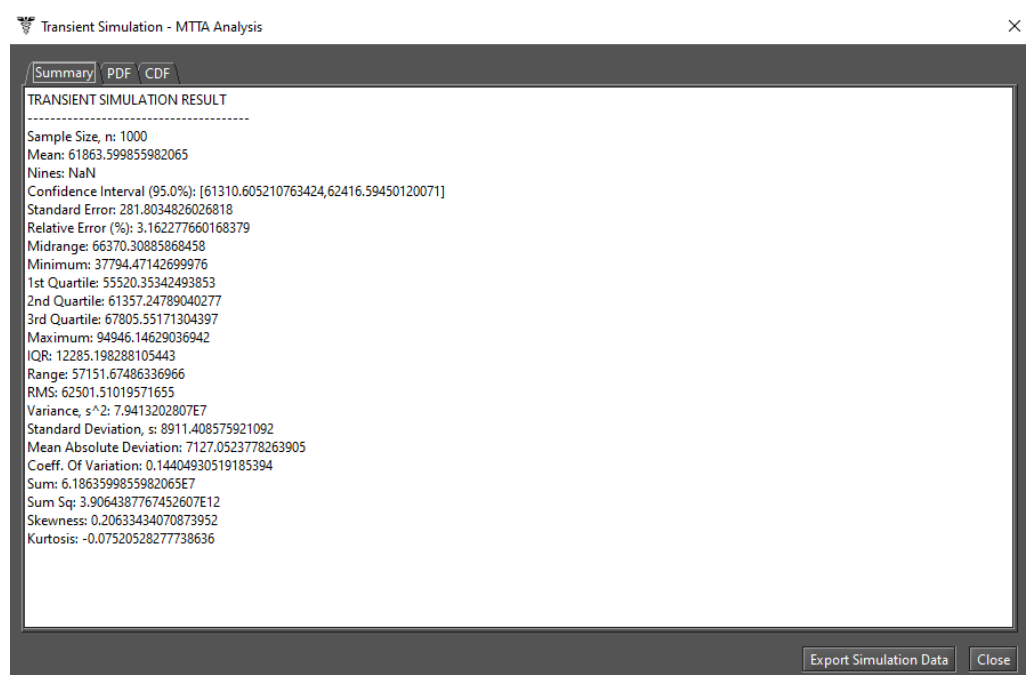 Transient Simulation - MTTA Analysis
Summary PDF CDF
TRANSIENT SIMULATION RESULT
---------------------------------------
Sample Size, n: 1000
Mean: 61863.599855982065
Nines: NaN
Confidence Interval (95.0%): [61310.605210763424,62416.59450120071]
Standard Error: 281.8034826026818
Relative Error (%): 3.162277660168379
Midrange: 66370.30885868458
Minimum: 37794.47142699976
1st Quartile: 55520.35342493853
2nd Quartile: 61357.24789040277
3rd Quartile: 67805.55171304397
Maximum: 94946.14629036942
IQR: 12285.198288105443
Range: 57151.67486336966
RMS: 62501.51019571655
Variance, s^2: 7.9413202807E7
Standard Deviation, s: 8911.408575921092
Mean Absolute Deviation: 7127.0523778263905
Coeff. Of Variation: 0.14404930519185394
Sum: 6.1863599855982065E7
Sum Sq: 3.9064387767452607E12
Skewness: 0.20633434070873952
Kurtosis: -0.07520528277738636
Export Simulation Data Close